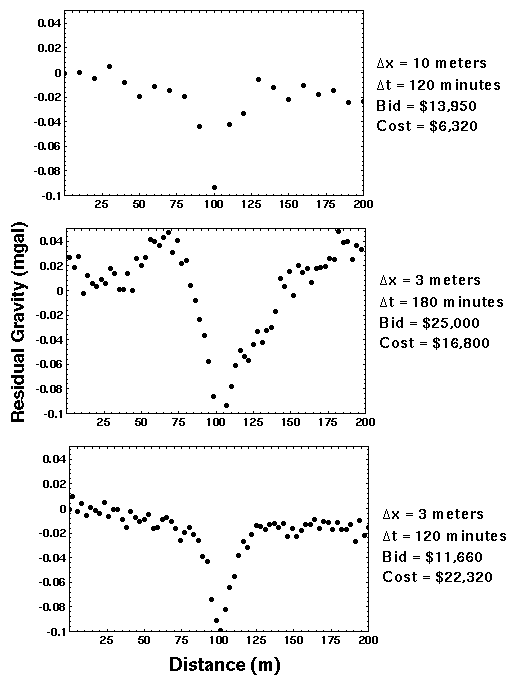 0.04
0.02
0
-0.02
-0.04
-0.06
-0.08
-0.1
25 50 75 100 125 150 175 200
Δx = 10 meters
Δt = 120 minutes
Bid = $13,950
Cost = $6,320
Residual Gravity (mgal)
0.04
0.02
0
-0.02
-0.04
-0.06
-0.08
-0.1
25 50 75 100 125 150 175 200
Δx = 3 meters
Δt = 180 minutes
Bid = $25,000
Cost = $16,800
0.04
0.02
0
-0.02
-0.04
-0.06
-0.08
-0.1
0 25 50 75 100 125 150 175 200
Δx = 3 meters
Δt = 120 minutes
Bid = $11,660
Cost = $22,320
Distance (m)